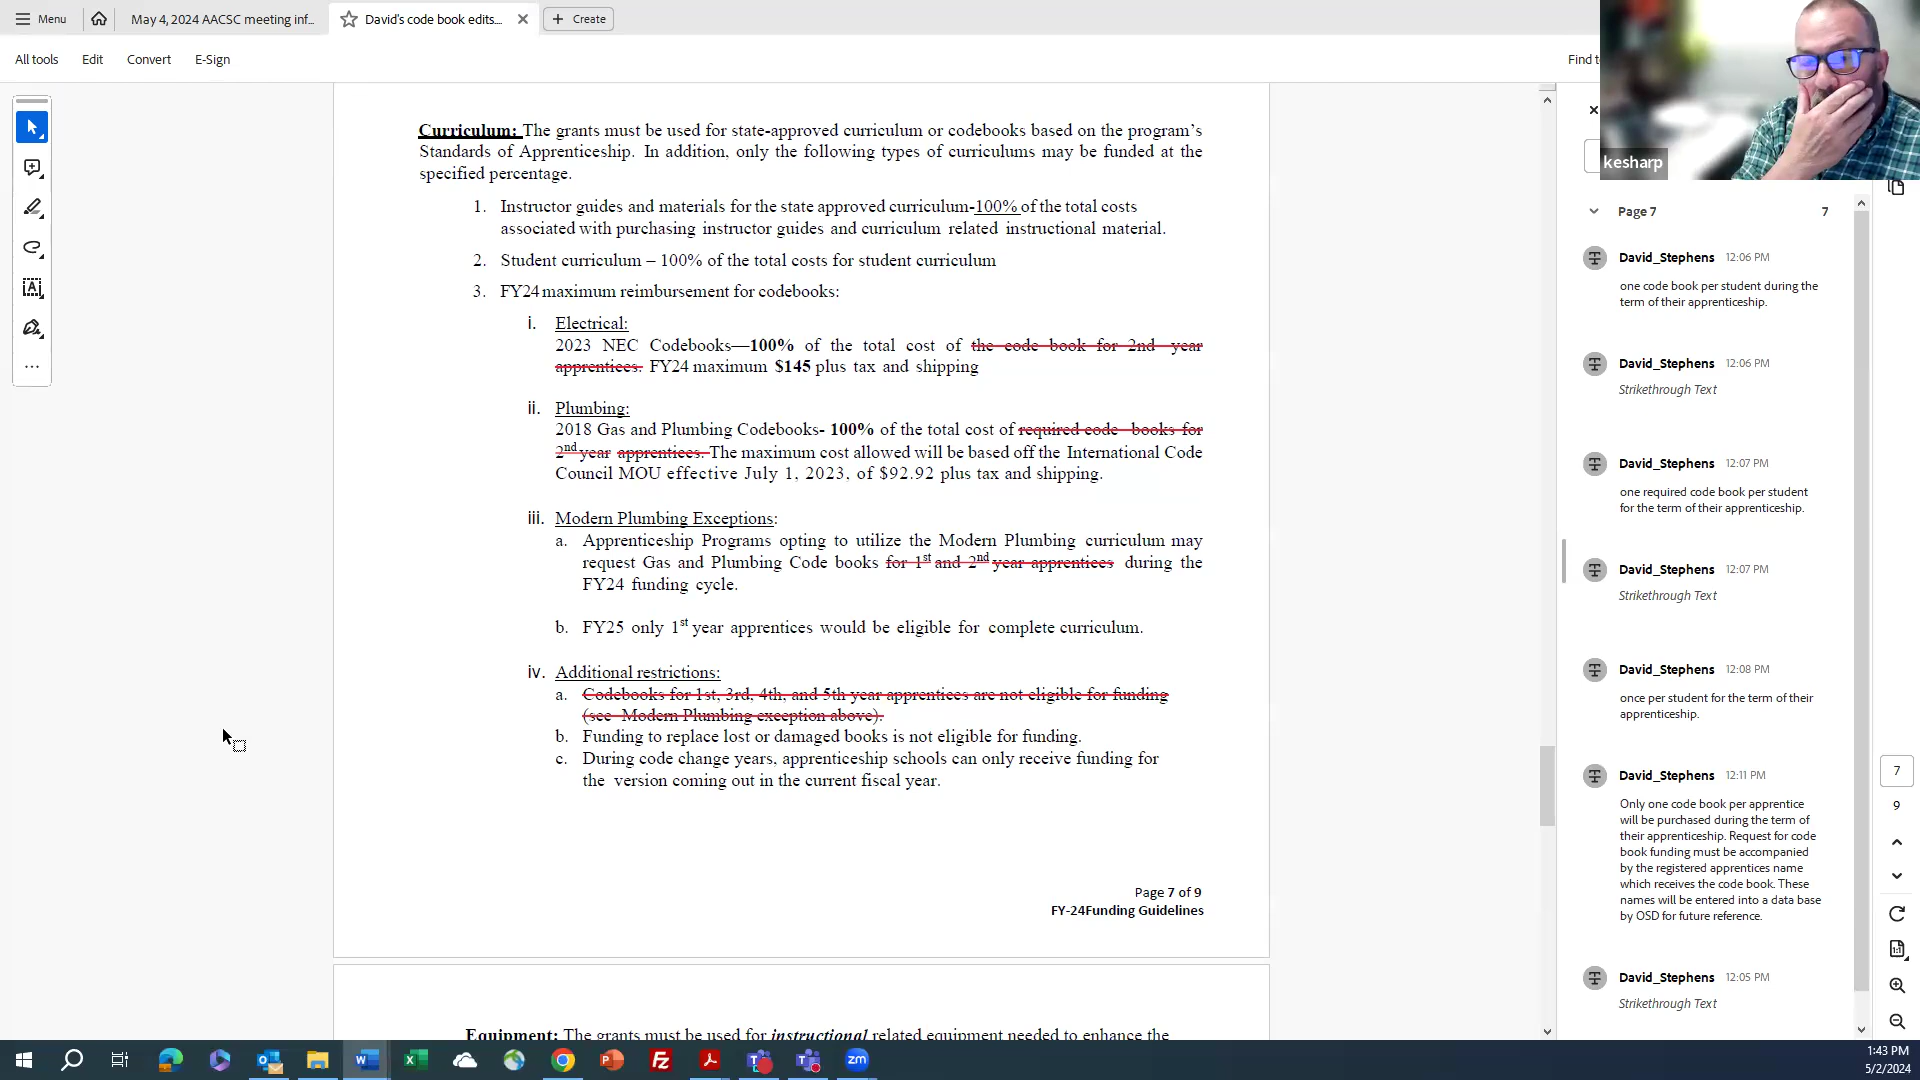 Menu
May 4, 2024 AACSC meeting inf...
David's code book edits...
Create
All tools
Edit
Convert
E-Sign
Find t
kesharp
Curriculum: The grants must be used for state-approved curriculum or codebooks based on the program's
Standards of Apprenticeship. In addition, only the following types of curriculums may be funded at the
specified percentage.
1. Instructor guides and materials for the state approved curriculum-100% of the total costs
associated with purchasing instructor guides and curriculum related instructional material.
2. Student curriculum – 100% of the total costs for student curriculum
3. FY24 maximum reimbursement for codebooks:
i. Electrical:
2023 NEC Codebooks—100% of the total cost of the code book for 2nd year
apprentices. FY24 maximum $145 plus tax and shipping
ii. Plumbing:
2018 Gas and Plumbing Codebooks- 100% of the total cost of required code books for
2nd year apprentices. The maximum cost allowed will be based off the International Code
Council MOU effective July 1, 2023, of $92.92 plus tax and shipping.
iii. Modern Plumbing Exceptions:
a. Apprenticeship Programs opting to utilize the Modern Plumbing curriculum may
request Gas and Plumbing Code books for 1st and 2nd year apprentices during the
FY24 funding cycle.
b. FY25 only 1st year apprentices would be eligible for complete curriculum.
iv. Additional restrictions:
a. Codebooks for 1st, 3rd, 4th, and 5th year apprentices are not eligible for funding
(see Modern Plumbing exception above).
b. Funding to replace lost or damaged books is not eligible for funding.
c. During code change years, apprenticeship schools can only receive funding for
the version coming out in the current fiscal year.
Page 7 of 9
FY-24Funding Guidelines
Equipment: The grants must be used for instructional related equipment needed to enhance the
Page 7 7
David_Stephens 12:06 PM
one code book per student during the
term of their apprenticeship.
David_Stephens 12:06 PM
Strikethrough Text
David_Stephens 12:07 PM
one required code book per student
for the term of their apprenticeship.
David_Stephens 12:07 PM
Strikethrough Text
David_Stephens 12:08 PM
once per student for the term of their
apprenticeship.
David_Stephens 12:11 PM
Only one code book per apprentice
will be purchased during the term of
their apprenticeship. Request for code
book funding must be accompanied
by the registered apprentices name
which receives the code book. These
names will be entered into a data base
by OSD for future reference.
David_Stephens 12:05 PM
Strikethrough Text
7
9
1:43 PM
5/2/2024